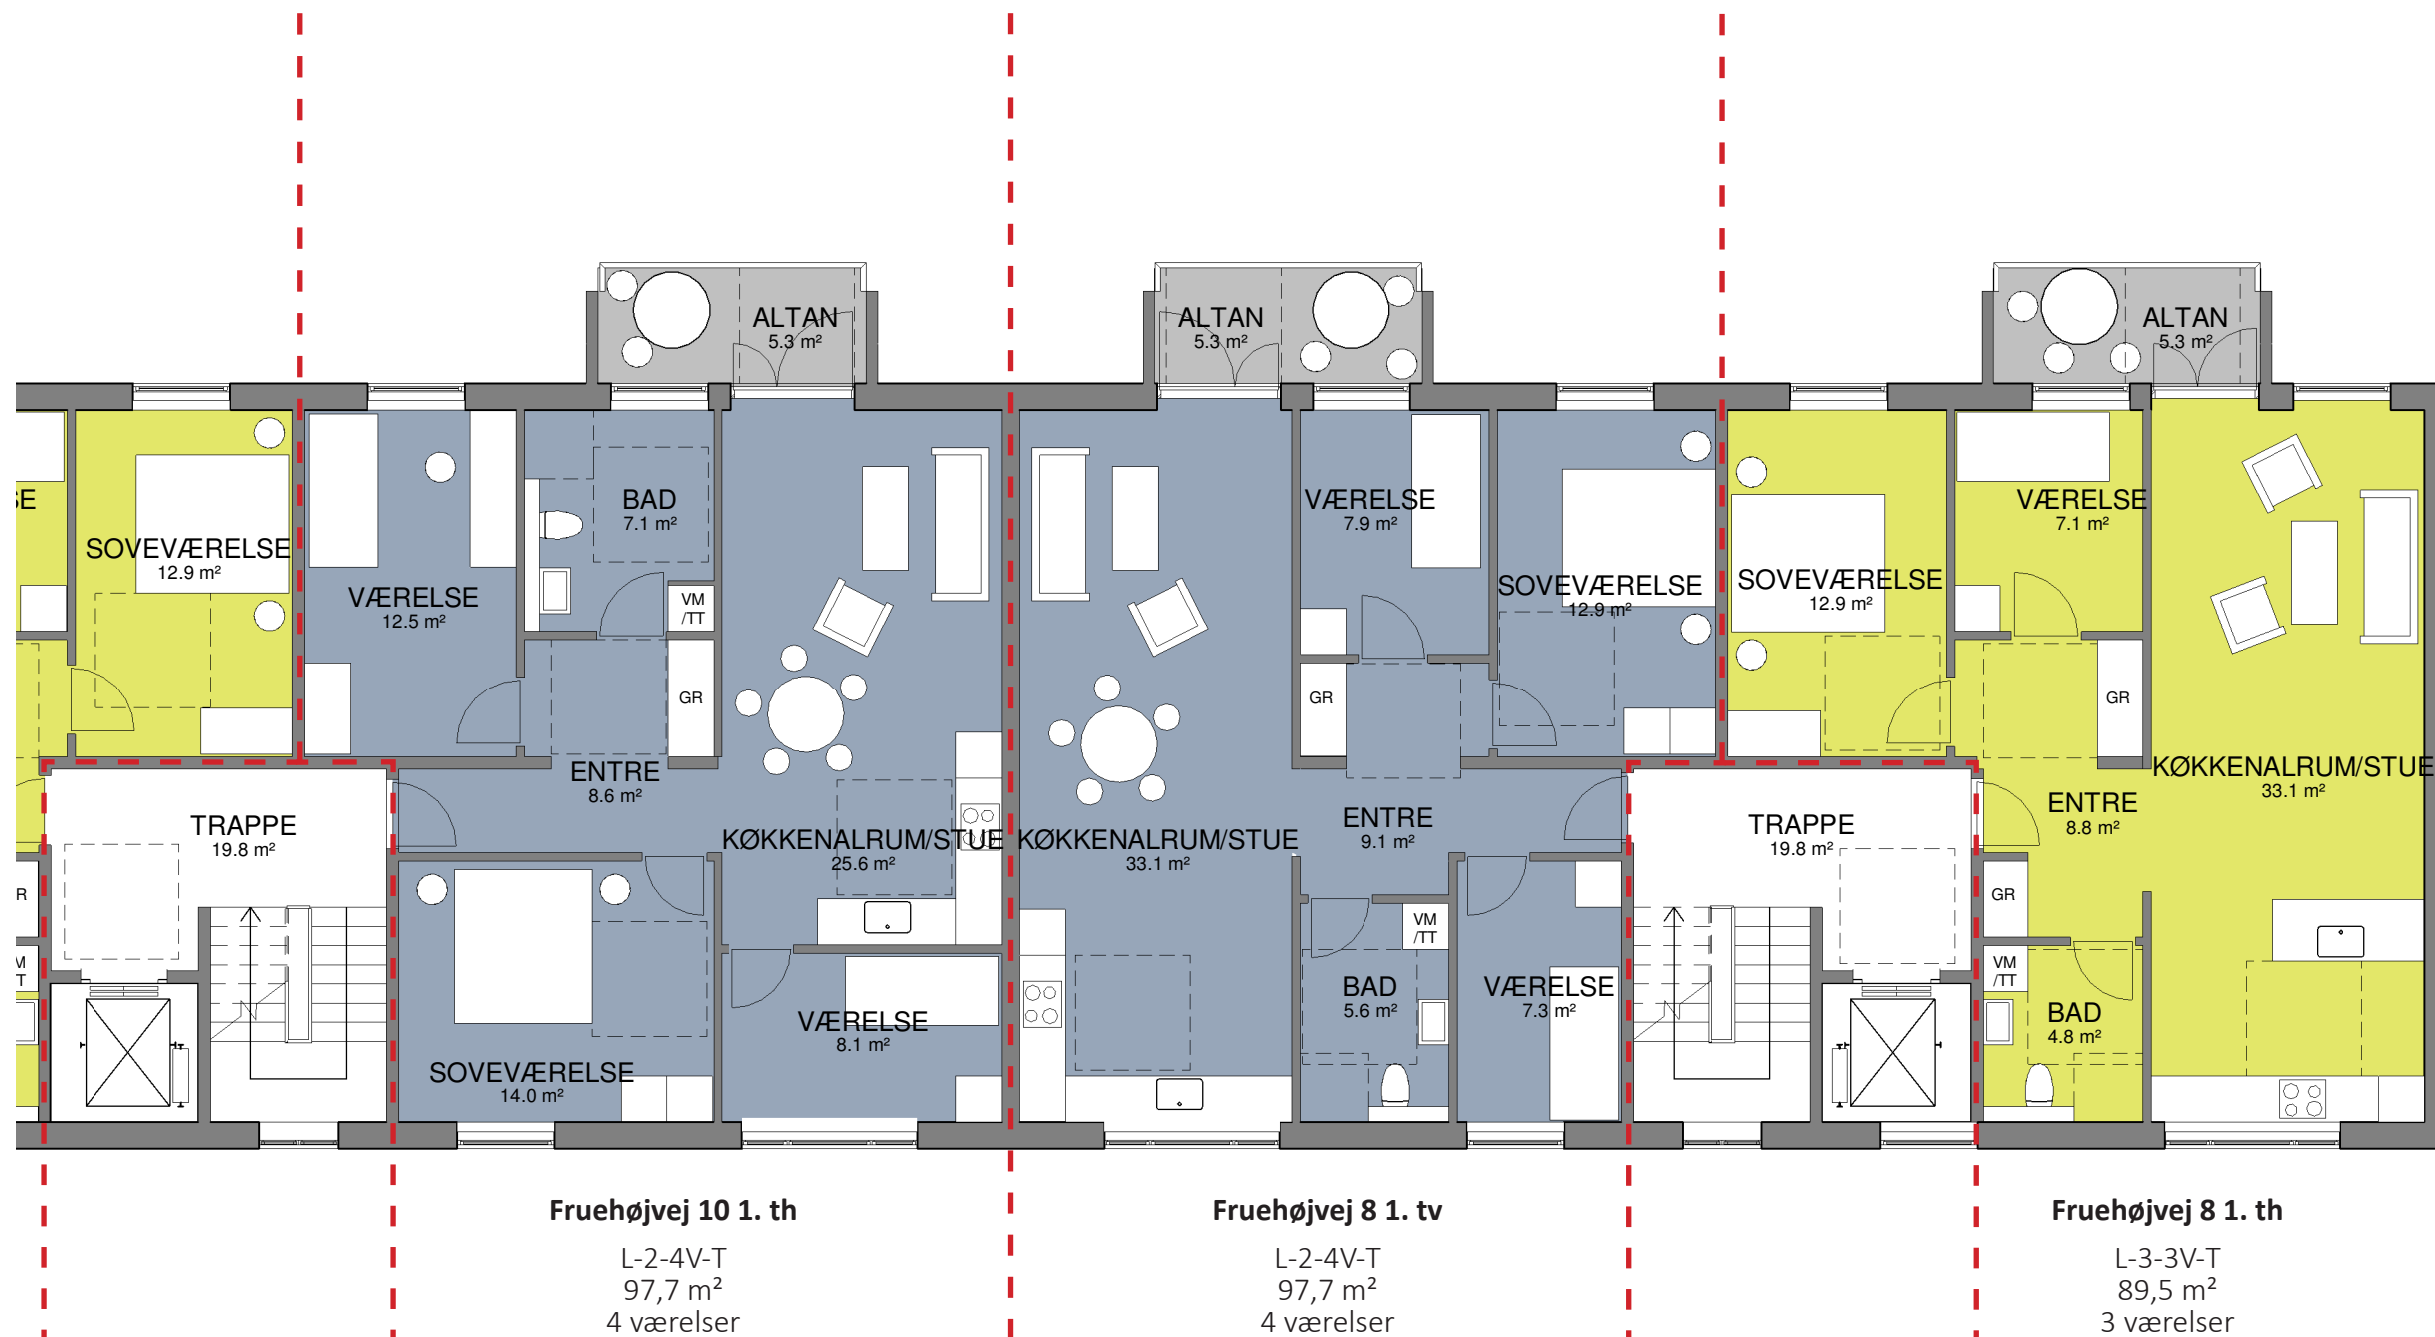 ALTAN
5.3 m²
ALTAN
5.3 m²
ALTAN
5.3 m²
SE
SOVEVÆRELSE
12.9 m²
VÆRELSE
12.5 m²
BAD
7.1 m²
VM
/TT
GR
ENTRE
8.6 m²
KØKKENALRUM/STUE
25.6 m²
TRAPPE
19.8 m²
R
M
T
SOVEVÆRELSE
14.0 m²
VÆRELSE
8.1 m²
VÆRELSE
7.9 m²
SOVEVÆRELSE
12.9 m²
GR
ENTRE
9.1 m²
KØKKENALRUM/STUE
33.1 m²
VM
/TT
BAD
5.6 m²
VÆRELSE
7.3 m²
SOVEVÆRELSE
12.9 m²
VÆRELSE
7.1 m²
GR
KØKKENALRUM/STUE
33.1 m²
ENTRE
8.8 m²
TRAPPE
19.8 m²
GR
VM
/TT
BAD
4.8 m²
Fruehøjvej 10 1. th
L-2-4V-T
97,7 m²
4 værelser
Fruehøjvej 8 1. tv
L-2-4V-T
97,7 m²
4 værelser
Fruehøjvej 8 1. th
L-3-3V-T
89,5 m²
3 værelser